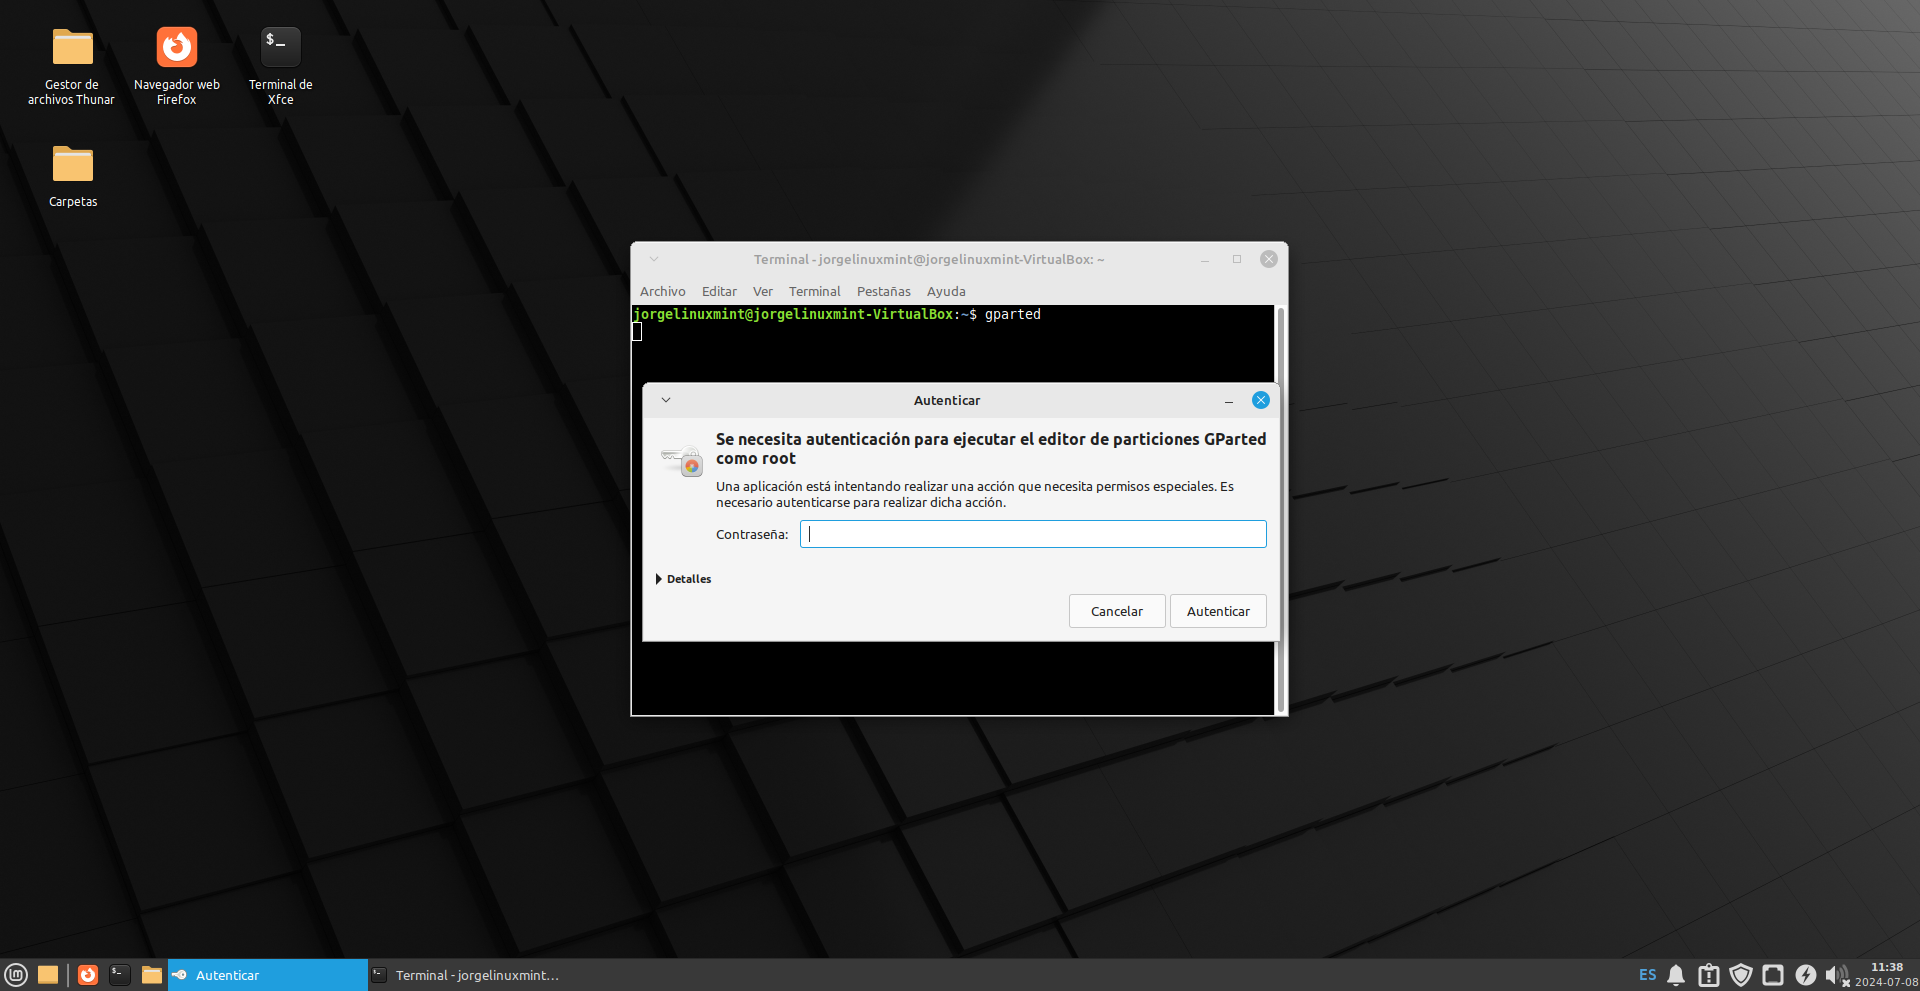 Gestor de
archivos Thunar
Navegador web
Firefox
$_
Terminal de
Xfce
Carpetas
Terminal - jorgelinuxmint@jorgelinuxmint-VirtualBox: ~
Archivo Editar Ver Terminal Pestañas Ayuda
jorgelinuxmint@jorgelinuxmint-VirtualBox:~$ gparted
Autenticar
Se necesita autenticación para ejecutar el editor de particiones GParted
como root
Una aplicación está intentando realizar una acción que necesita permisos especiales. Es
necesario autenticarse para realizar dicha acción.
Contraseña:
Detalles
Cancelar Autenticar
Autenticar
Terminal - jorgelinuxmint...
ES
11:38
2024-07-08